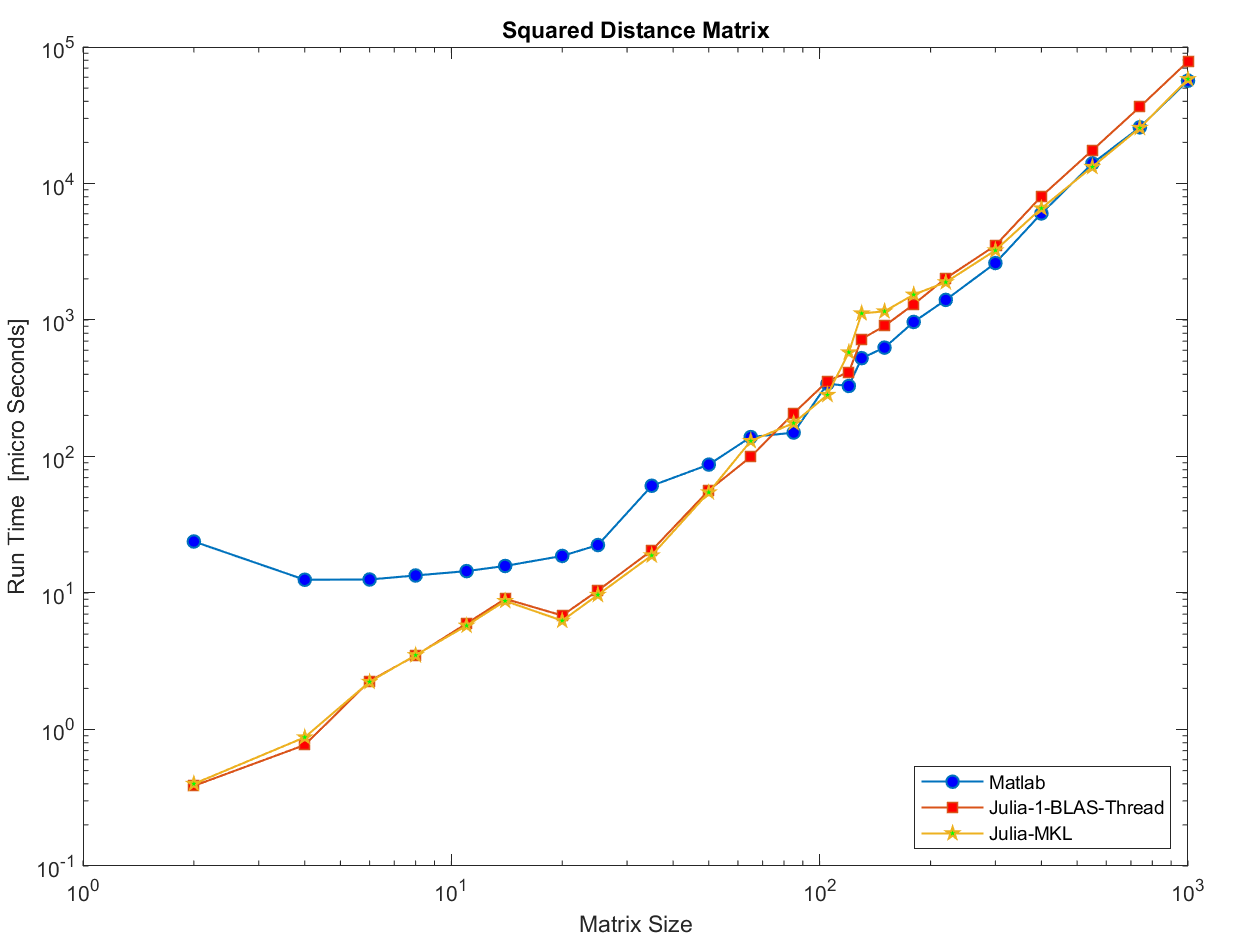 Squared Distance Matrix
10^5
10^4
10^3
10^2
10^1
10^0
10^-1
Run Time [micro Seconds]
10^0 10^1 10^2 10^3
Matrix Size
Matlab
Julia-1-BLAS-Thread
Julia-MKL